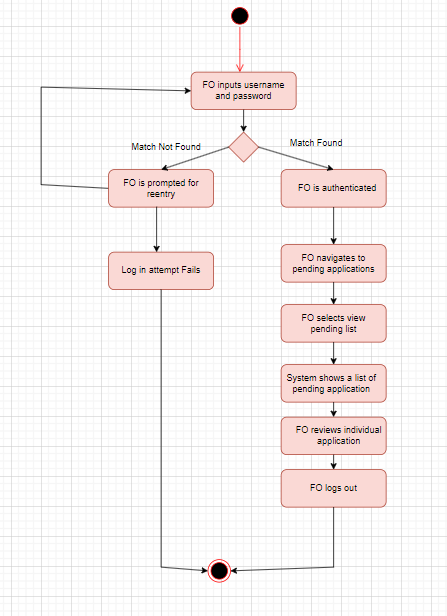 FO inputs username
and password
Match Not Found
Match Found
FO is prompted for
reentry
FO is authenticated
Log in attempt Fails
FO navigates to
pending applications
FO selects view
pending list
System shows a list of
pending application
FO reviews individual
application
FO logs out